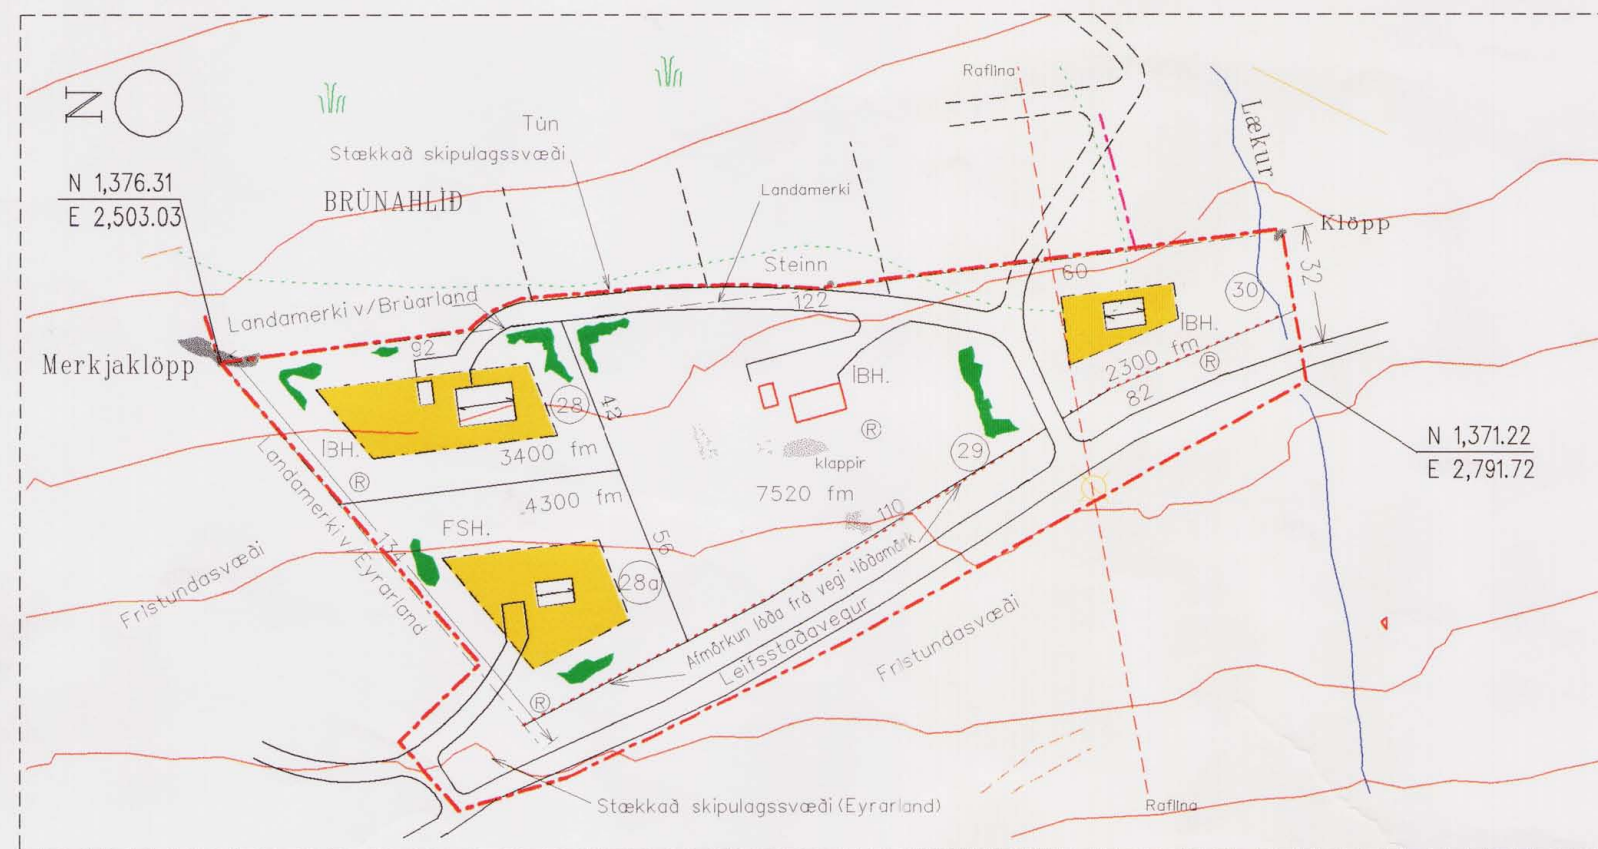 N
Raflína
Tún
Stækkað skipulagssvæði
Lækur
N 1,376.31
E 2,503.03
BRÚNAHLÍÐ
Landamerki
Klöpp
Steinn
60
30
32
Landamerki v/Brúarland
122
ÍBH.
92
Merkjaklöpp
2300 fm
R
82
ÍBH.
28
42
R
29
N 1,371.22
E 2,791.72
ÍBH.
3400 fm
klappir
R
4300 fm
7520 fm
110
FSH.
56
Landamerki v/Eyrarland
134
Fristundasvæði
28a
Afmörkun lóða frá vegi +lóðamörk
Leifsstaðavegur
Fristundasvæði
R
Stækkað skipulagssvæði (Eyrarland)
Raflína